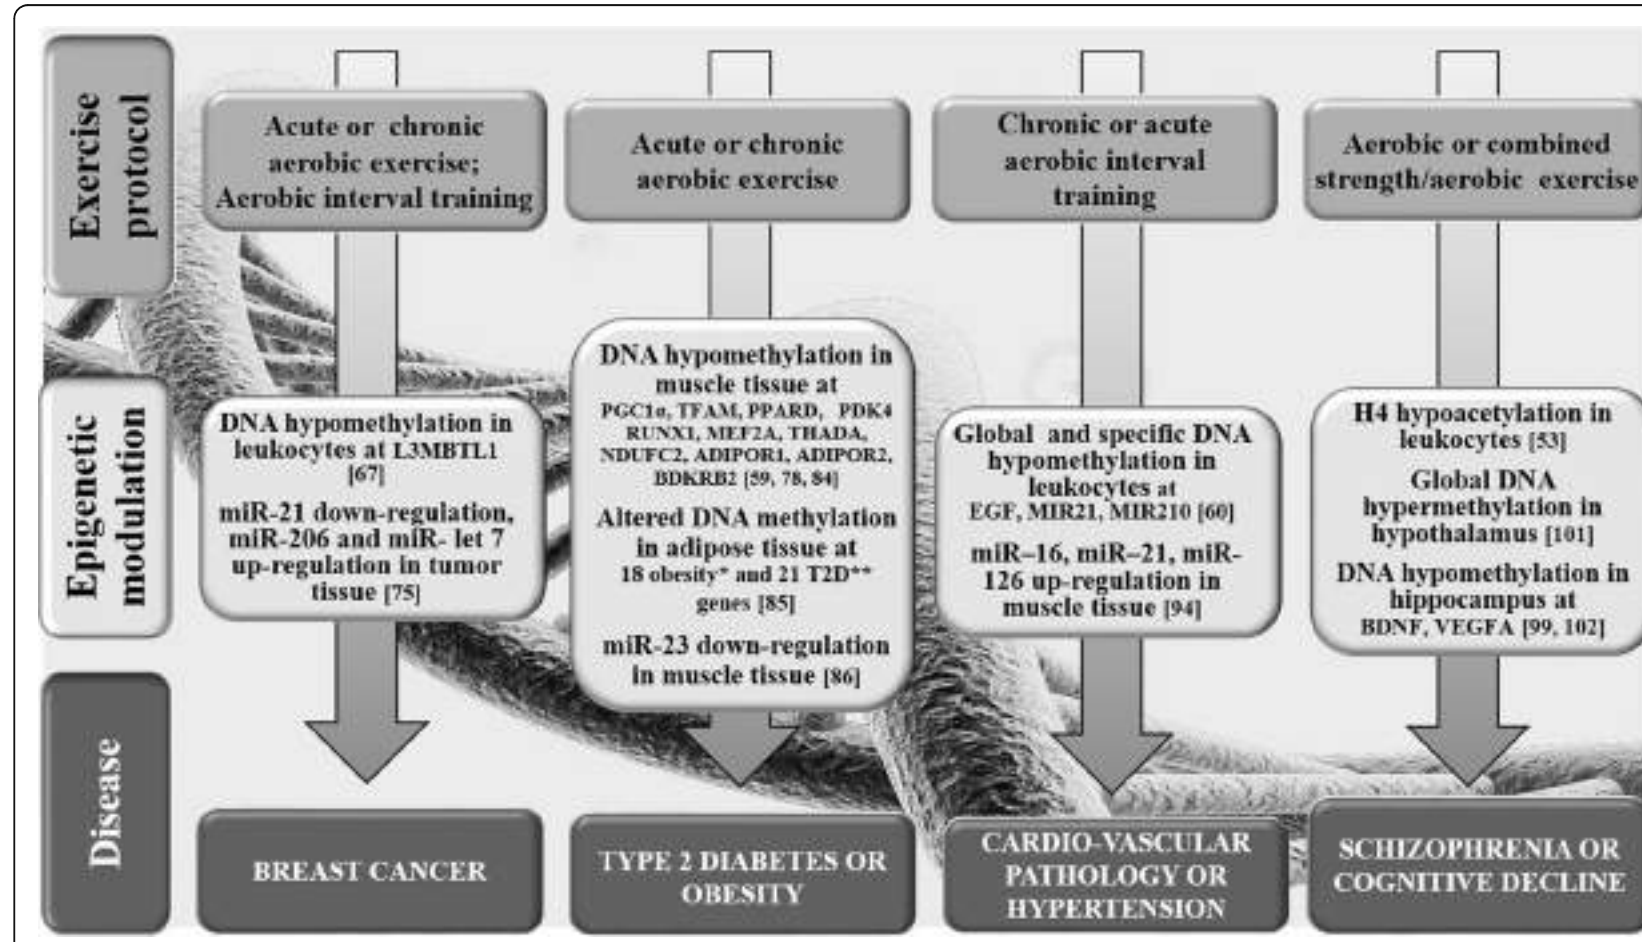 Exercise
protocol
Acute or chronic
aerobic exercise;
Aerobic interval training
Acute or chronic
aerobic exercise
Chronic or acute
aerobic interval
training
Aerobic or combined
strength/aerobic exercise
Epigenetic
modulation
DNA hypomethylation in
leukocytes at L3MBTL1
[67]
miR-21 down-regulation,
miR-206 and miR- let 7
up-regulation in tumor
tissue [75]
DNA hypomethylation in
muscle tissue at
PGC1α, TFAM, PPARD, PDK4
RUNX1, MEF2A, THADA,
NDUFC2, ADIPOR1, ADIPOR2,
BDKRB2 [59, 78, 84]
Altered DNA methylation
in adipose tissue at
18 obesity* and 21 T2D**
genes [85]
miR-23 down-regulation
in muscle tissue [86]
Global and specific DNA
hypomethylation in
leukocytes at
EGF, MIR21, MIR210 [60]
miR–16, miR–21, miR-
126 up-regulation in
muscle tissue [94]
H4 hypoacetylation in
leukocytes [53]
Global DNA
hypermethylation in
hypothalamus [101]
DNA hypomethylation in
hippocampus at
BDNF, VEGFA [99, 102]
Disease
BREAST CANCER
TYPE 2 DIABETES OR
OBESITY
CARDIO-VASCULAR
PATHOLOGY OR
HYPERTENSION
SCHIZOPHRENIA OR
COGNITIVE DECLINE